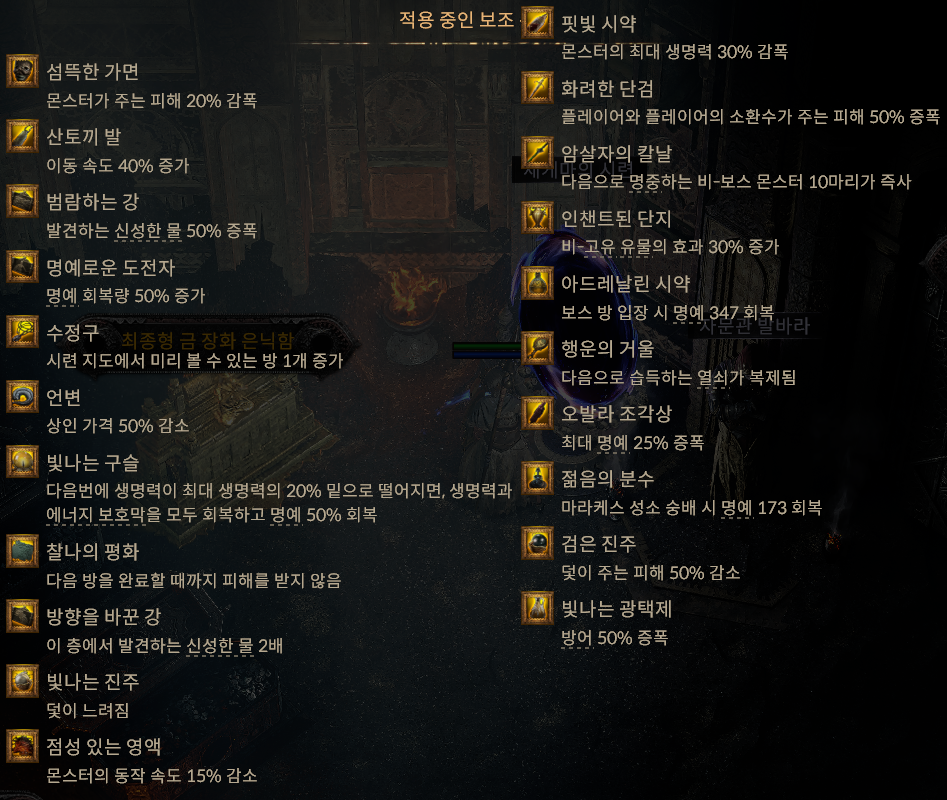 적용 중인 보조
섬뜩한 가면
몬스터가 주는 피해 20% 감폭
산토끼 발
이동 속도 40% 증가
범람하는 강
발견하는 신성한 물 50% 증폭
명예로운 도전자
명예 회복량 50% 증가
수정구
최종형 금 장화 은닉함
시련 지도에서 미리 볼 수 있는 방 1개 증가
언변
상인 가격 50% 감소
빛나는 구슬
다음번에 생명력이 최대 생명력의 20% 밑으로 떨어지면, 생명력과
에너지 보호막을 모두 회복하고 명예 50% 회복
찰나의 평화
다음 방을 완료할 때까지 피해를 받지 않음
방향을 바꾼 강
이 층에서 발견하는 신성한 물 2배
빛나는 진주
덫이 느려짐
점성 있는 영액
몬스터의 동작 속도 15% 감소
핏빛 시약
몬스터의 최대 생명력 30% 감폭
화려한 단검
플레이어와 플레이어의 소환수가 주는 피해 50% 증폭
암살자의 칼날
다음으로 명중하는 비-보스 몬스터 10마리가 즉사
인챈트된 단지
비-고유 유물의 효과 30% 증가
아드레날린 시약
보스 방 입장 시 명예 347 회복
행운의 거울
다음으로 습득하는 열쇠가 복제됨
오발라 조각상
최대 명예 25% 증폭
젊음의 분수
마라케스 성소 숭배 시 명예 173 회복
검은 진주
덫이 주는 피해 50% 감소
빛나는 광택제
방어 50% 증폭